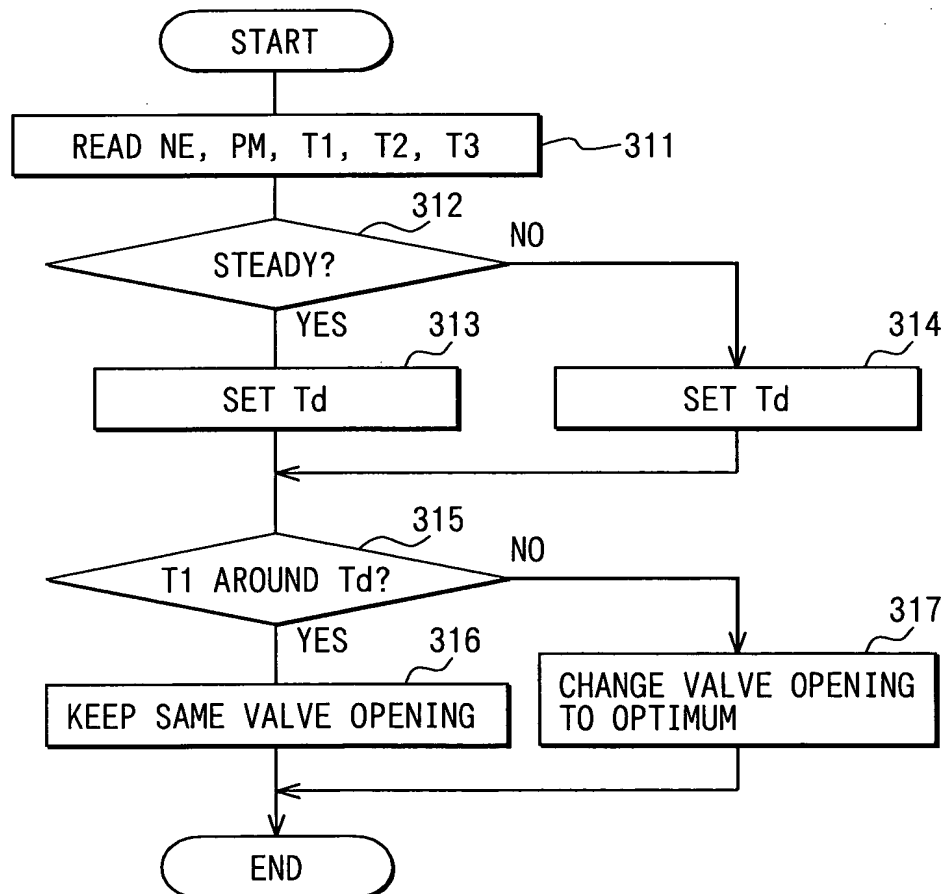 START
READ NE, PM, T1, T2, T3
311
312
STEADY?
NO
YES
313
314
SET Td
SET Td
315
T1 AROUND Td?
NO
YES
316
317
KEEP SAME VALVE OPENING
CHANGE VALVE OPENING
TO OPTIMUM
END